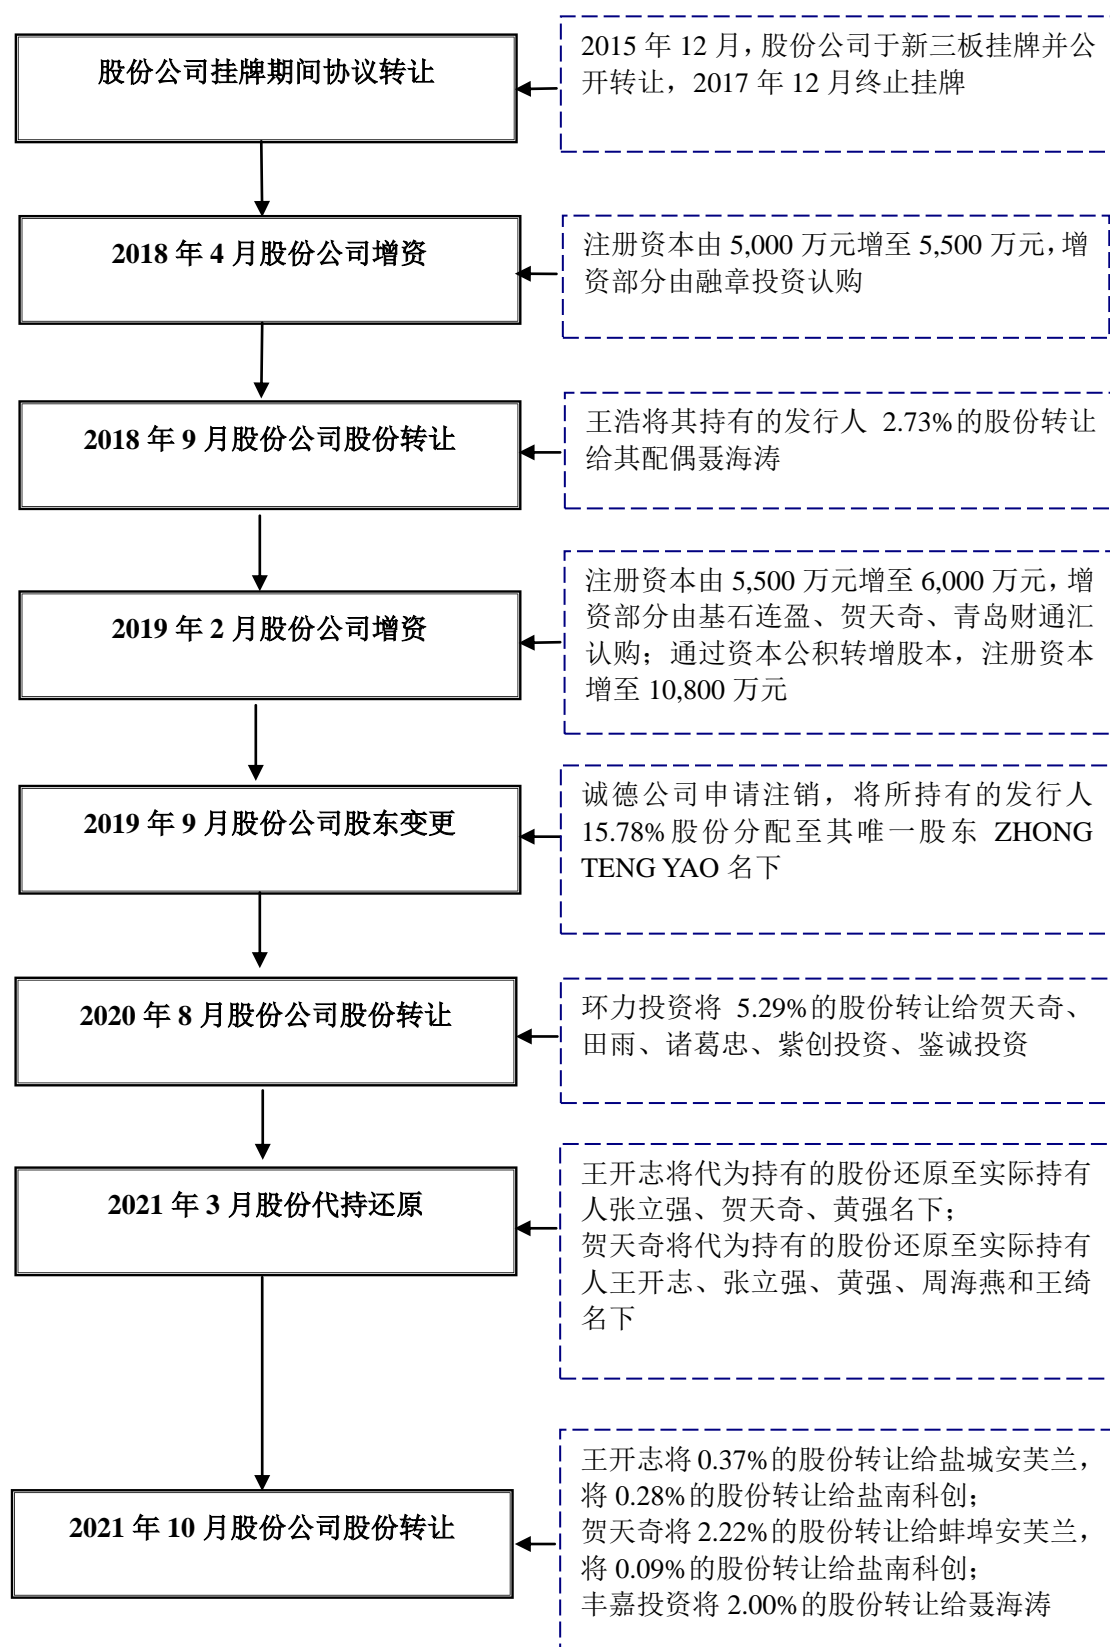 股份公司挂牌期间协议转让
2015 年 12 月，股份公司于新三板挂牌并公
开转让，2017 年 12 月终止挂牌
2018 年 4 月股份公司增资
注册资本由 5,000 万元增至 5,500 万元，增
资部分由融章投资认购
2018 年 9 月股份公司股份转让
王浩将其持有的发行人 2.73%的股份转让
给其配偶聂海涛
2019 年 2 月股份公司增资
注册资本由 5,500 万元增至 6,000 万元，增
资部分由基石连盈、贺天奇、青岛财通汇
认购；通过资本公积转增股本，注册资本
增至 10,800 万元
2019 年 9 月股份公司股东变更
诚德公司申请注销，将所持有的发行人
15.78%股份分配至其唯一股东 ZHONG
TENG YAO 名下
2020 年 8 月股份公司股份转让
环力投资将 5.29%的股份转让给贺天奇、
田雨、诸葛忠、紫创投资、鉴诚投资
2021 年 3 月股份代持还原
王开志将代为持有的股份还原至实际持有
人张立强、贺天奇、黄强名下；
贺天奇将代为持有的股份还原至实际持有
人王开志、张立强、黄强、周海燕和王绮
名下
2021 年 10 月股份公司股份转让
王开志将 0.37%的股份转让给盐城安芙兰，
将 0.28%的股份转让给盐南科创；
贺天奇将 2.22%的股份转让给蚌埠安芙兰，
将 0.09%的股份转让给盐南科创；
丰嘉投资将 2.00%的股份转让给聂海涛